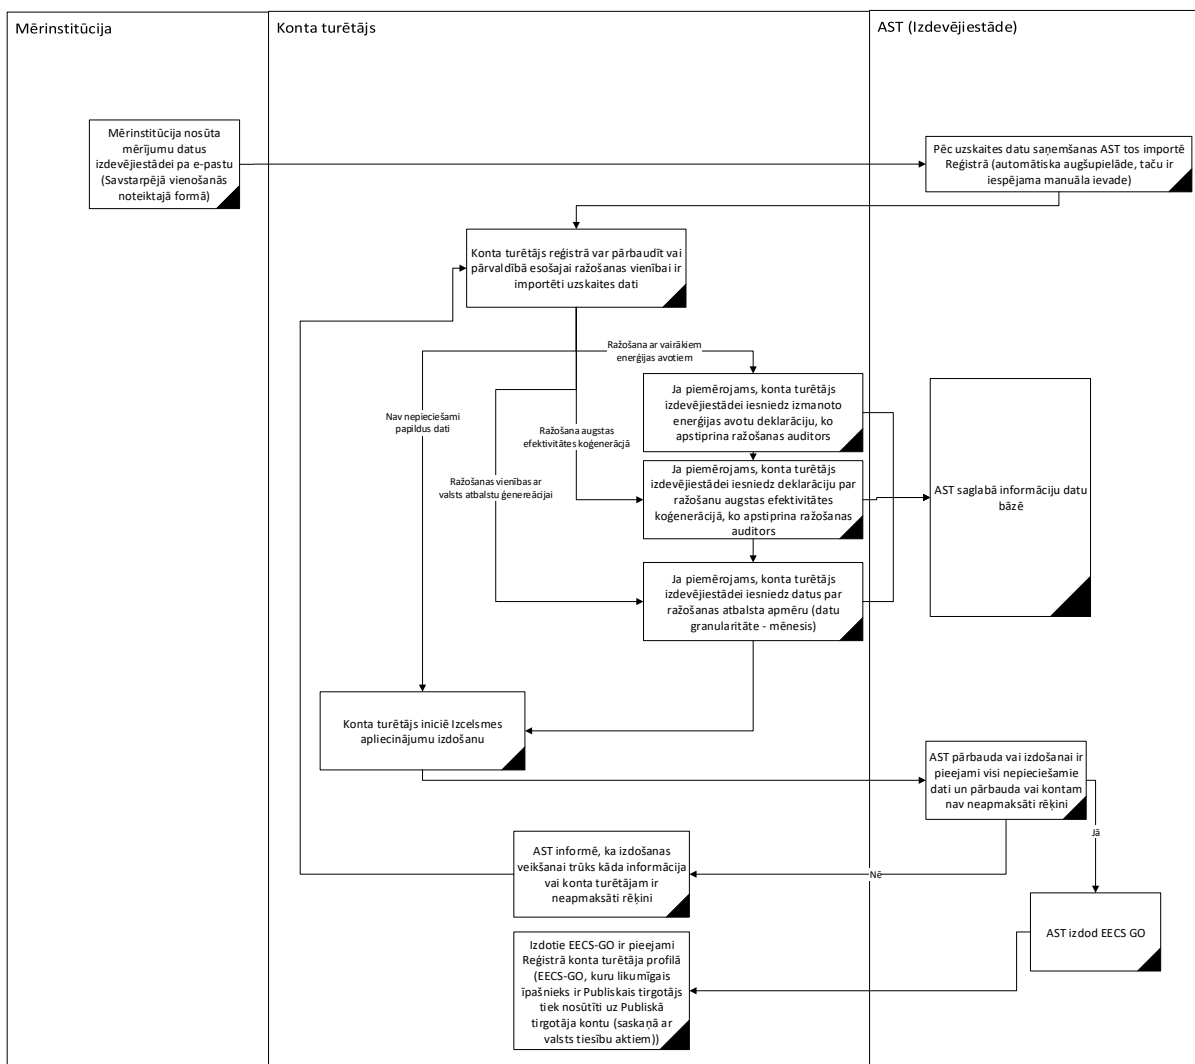 Mērinstitūcija
Konta turētājs
AST (Izdevējiestāde)
Mērinstitūcija nosūta
mērījumu datus
izdevējiestādei pa e-pastu
(Savstarpējā vienošanās
noteiktajā formā)
Pēc uzskaites datu saņemšanas AST tos importē
Reģistrā (automātiska augšupielāde, taču ir
iespējama manuāla ievade)
Konta turētājs reģistrā var pārbaudīt vai
pārvaldībā esošajai ražošanas vienībai ir
importēti uzskaites dati
Ražošana ar vairākiem
enerģijas avotiem
Ja piemērojams, konta turētājs
izdevējiestādei iesniedz izmanoto
enerģijas avotu deklarāciju, ko
apstiprina ražošanas auditors
Nav nepieciešami
papildus dati
Ražošana augstas
efektivitātes koģenerācijā
Ja piemērojams, konta turētājs
izdevējiestādei iesniedz deklarāciju par
ražošanu augstas efektivitātes
koģenerācijā, ko apstiprina ražošanas
auditors
Ražošanas vienības ar
valsts atbalstu ģenereācijai
AST saglabā informāciju datu
bāzē
Ja piemērojams, konta turētājs
izdevējiestādei iesniedz datus par
ražošanas atbalsta apmēru (datu
granularitāte - mēnesis)
Konta turētājs iniciē Izcelsmes
apliecinājumu izdošanu
AST pārbauda vai izdošanai ir
pieejami visi nepieciešamie
dati un pārbauda vai kontam
nav neapmaksāti rēķini
Jā
AST informē, ka izdošanas
veikšanai trūks kāda informācija
vai konta turētājam ir
neapmaksāti rēķini
Nē
AST izdod EECS GO
Izdotie EECS-GO ir pieejami
Reģistrā konta turētāja profilā
(EECS-GO, kuru likumīgais
īpašnieks ir Publiskais tirgotājs
tiek nosūtīti uz Publiskā
tirgotāja kontu (saskaņā ar
valsts tiesību aktiem))